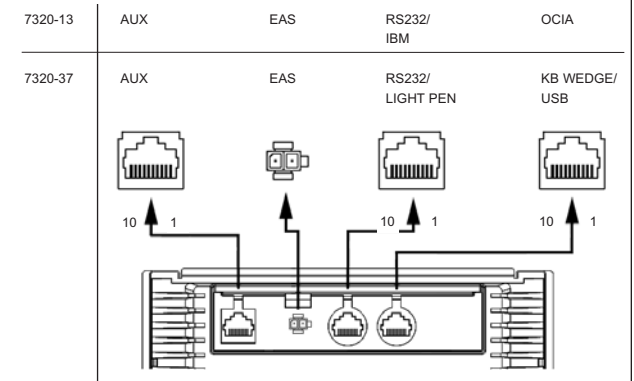 7320-13 AUX EAS RS232/ OCIA
IBM
7320-37 AUX EAS RS232/ KB WEDGE/
LIGHT PEN USB
10 1 10 1 10 1